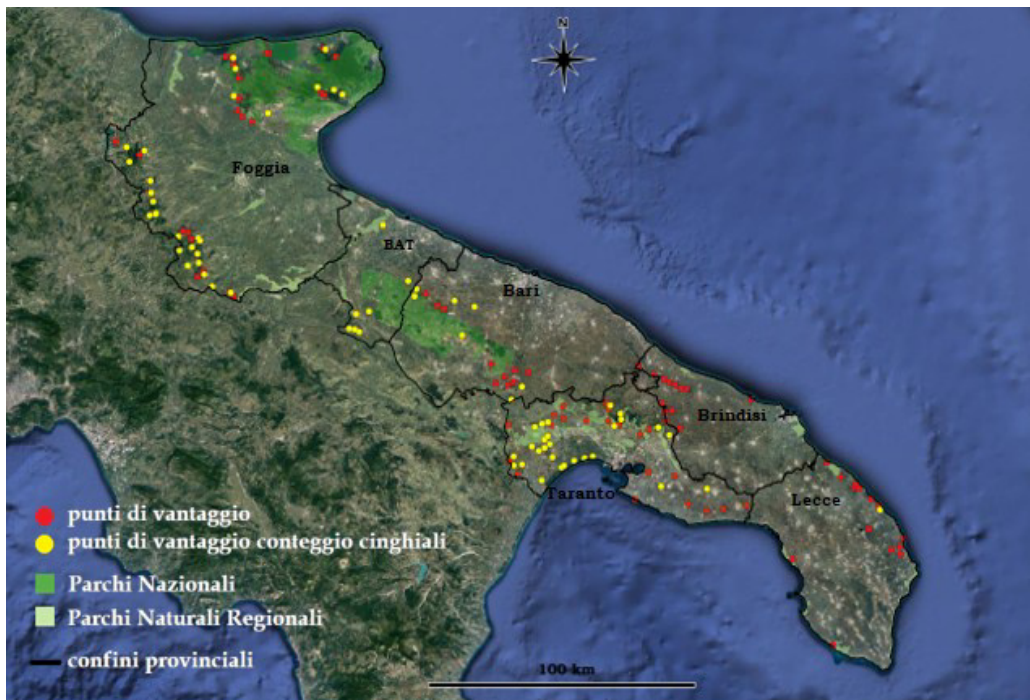 N
Foggia
BAT
Bari
Brindisi
Taranto
Lecce
punti di vantaggio
punti di vantaggio conteggio cinghiali
Parchi Nazionali
Parchi Naturali Regionali
confini provinciali
100 km